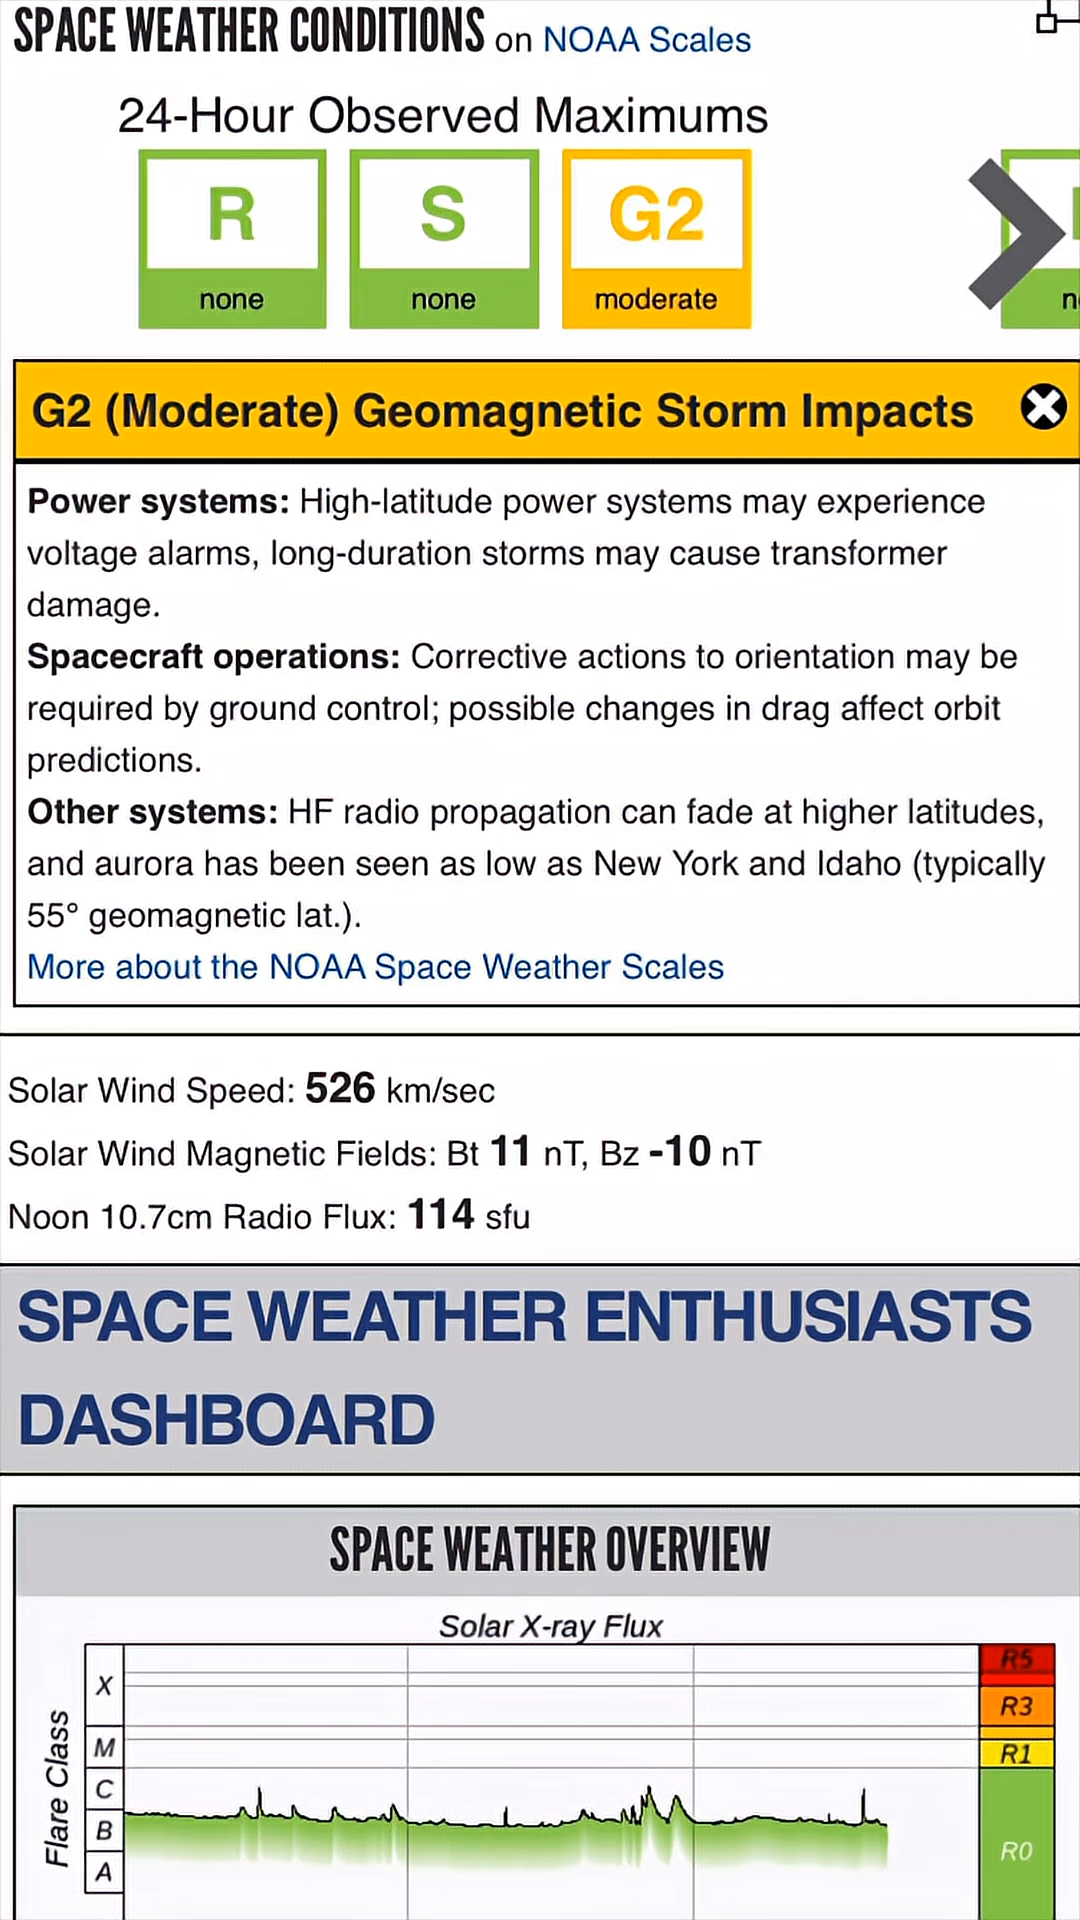 SPACE WEATHER CONDITIONS on NOAA Scales
24-Hour Observed Maximums
R S G2
none none moderate
G2 (Moderate) Geomagnetic Storm Impacts
Power systems: High-latitude power systems may experience
voltage alarms, long-duration storms may cause transformer
damage.
Spacecraft operations: Corrective actions to orientation may be
required by ground control; possible changes in drag affect orbit
predictions.
Other systems: HF radio propagation can fade at higher latitudes,
and aurora has been seen as low as New York and Idaho (typically
55° geomagnetic lat.).
More about the NOAA Space Weather Scales
Solar Wind Speed: 526 km/sec
Solar Wind Magnetic Fields: Bt 11 nT, Bz -10 nT
Noon 10.7cm Radio Flux: 114 sfu
SPACE WEATHER ENTHUSIASTS
DASHBOARD
SPACE WEATHER OVERVIEW
Solar X-ray Flux
Flare Class
X
M
C
B
A
R5
R3
R1
R0